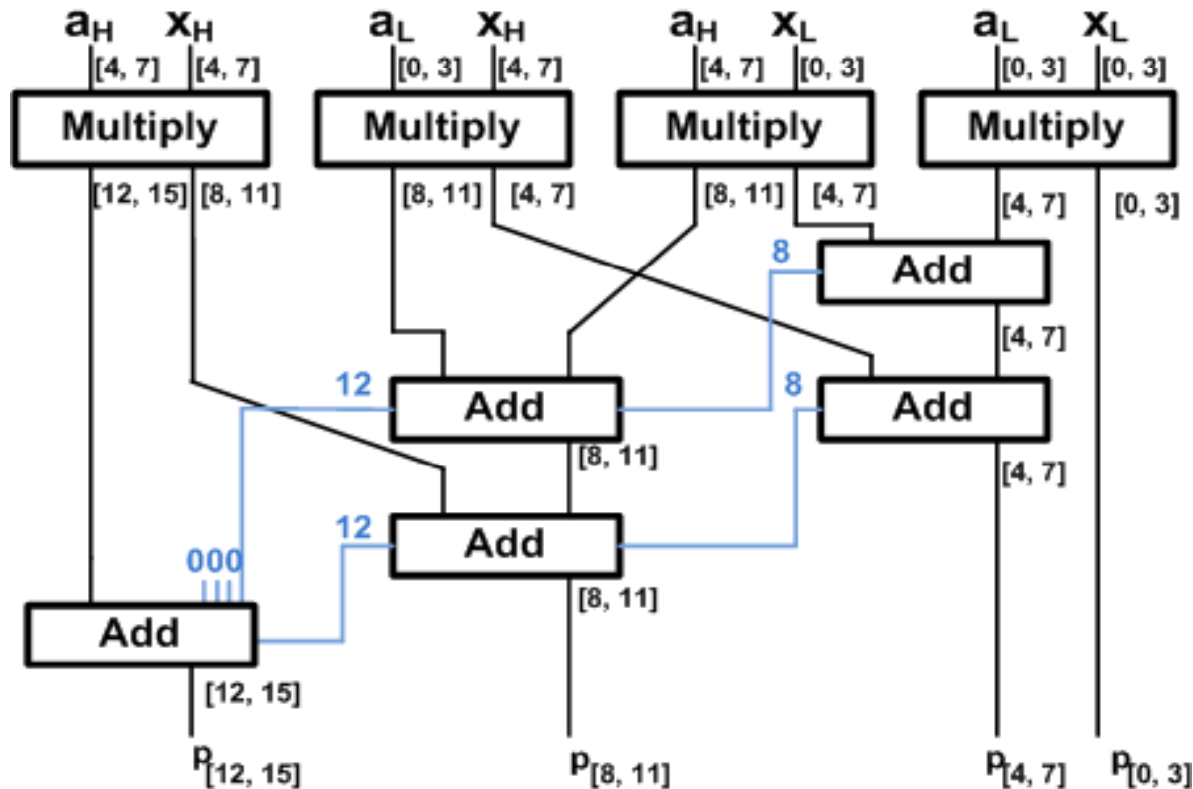 aH xH aL xH aH xL aL xL
[4, 7] [4, 7] [0, 3] [4, 7] [4, 7] [0, 3] [0, 3] [0, 3]
Multiply Multiply Multiply Multiply
[12, 15] [8, 11] [8, 11] [4, 7] [8, 11] [4, 7] [4, 7] [0, 3]
8 Add
[4, 7]
12 Add 8 Add
[8, 11] [4, 7]
12 Add
000
[8, 11]
Add
[12, 15]
p[12, 15] p[8, 11] p[4, 7] p[0, 3]